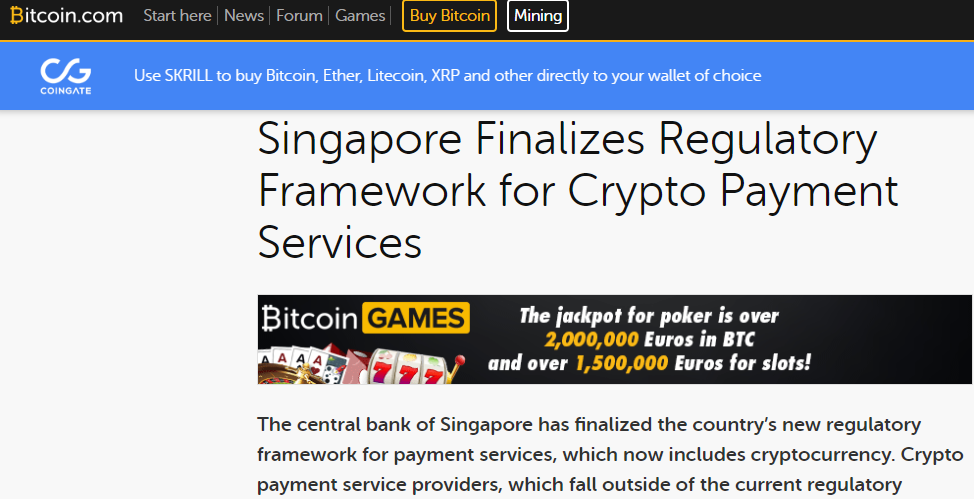 Bitcoin.com Start here News Forum Games Buy Bitcoin Mining
COINGATE
Use SKRILL to buy Bitcoin, Ether, Litecoin, XRP and other directly to your wallet of choice
Singapore Finalizes Regulatory
Framework for Crypto Payment
Services
Bitcoin GAMES
A A A A
7 7 7
The jackpot for poker is over
2,000,000 Euros in BTC
and over 1,500,000 Euros for slots!
The central bank of Singapore has finalized the country's new regulatory
framework for payment services, which now includes cryptocurrency. Crypto
payment service providers, which fall outside of the current regulatory